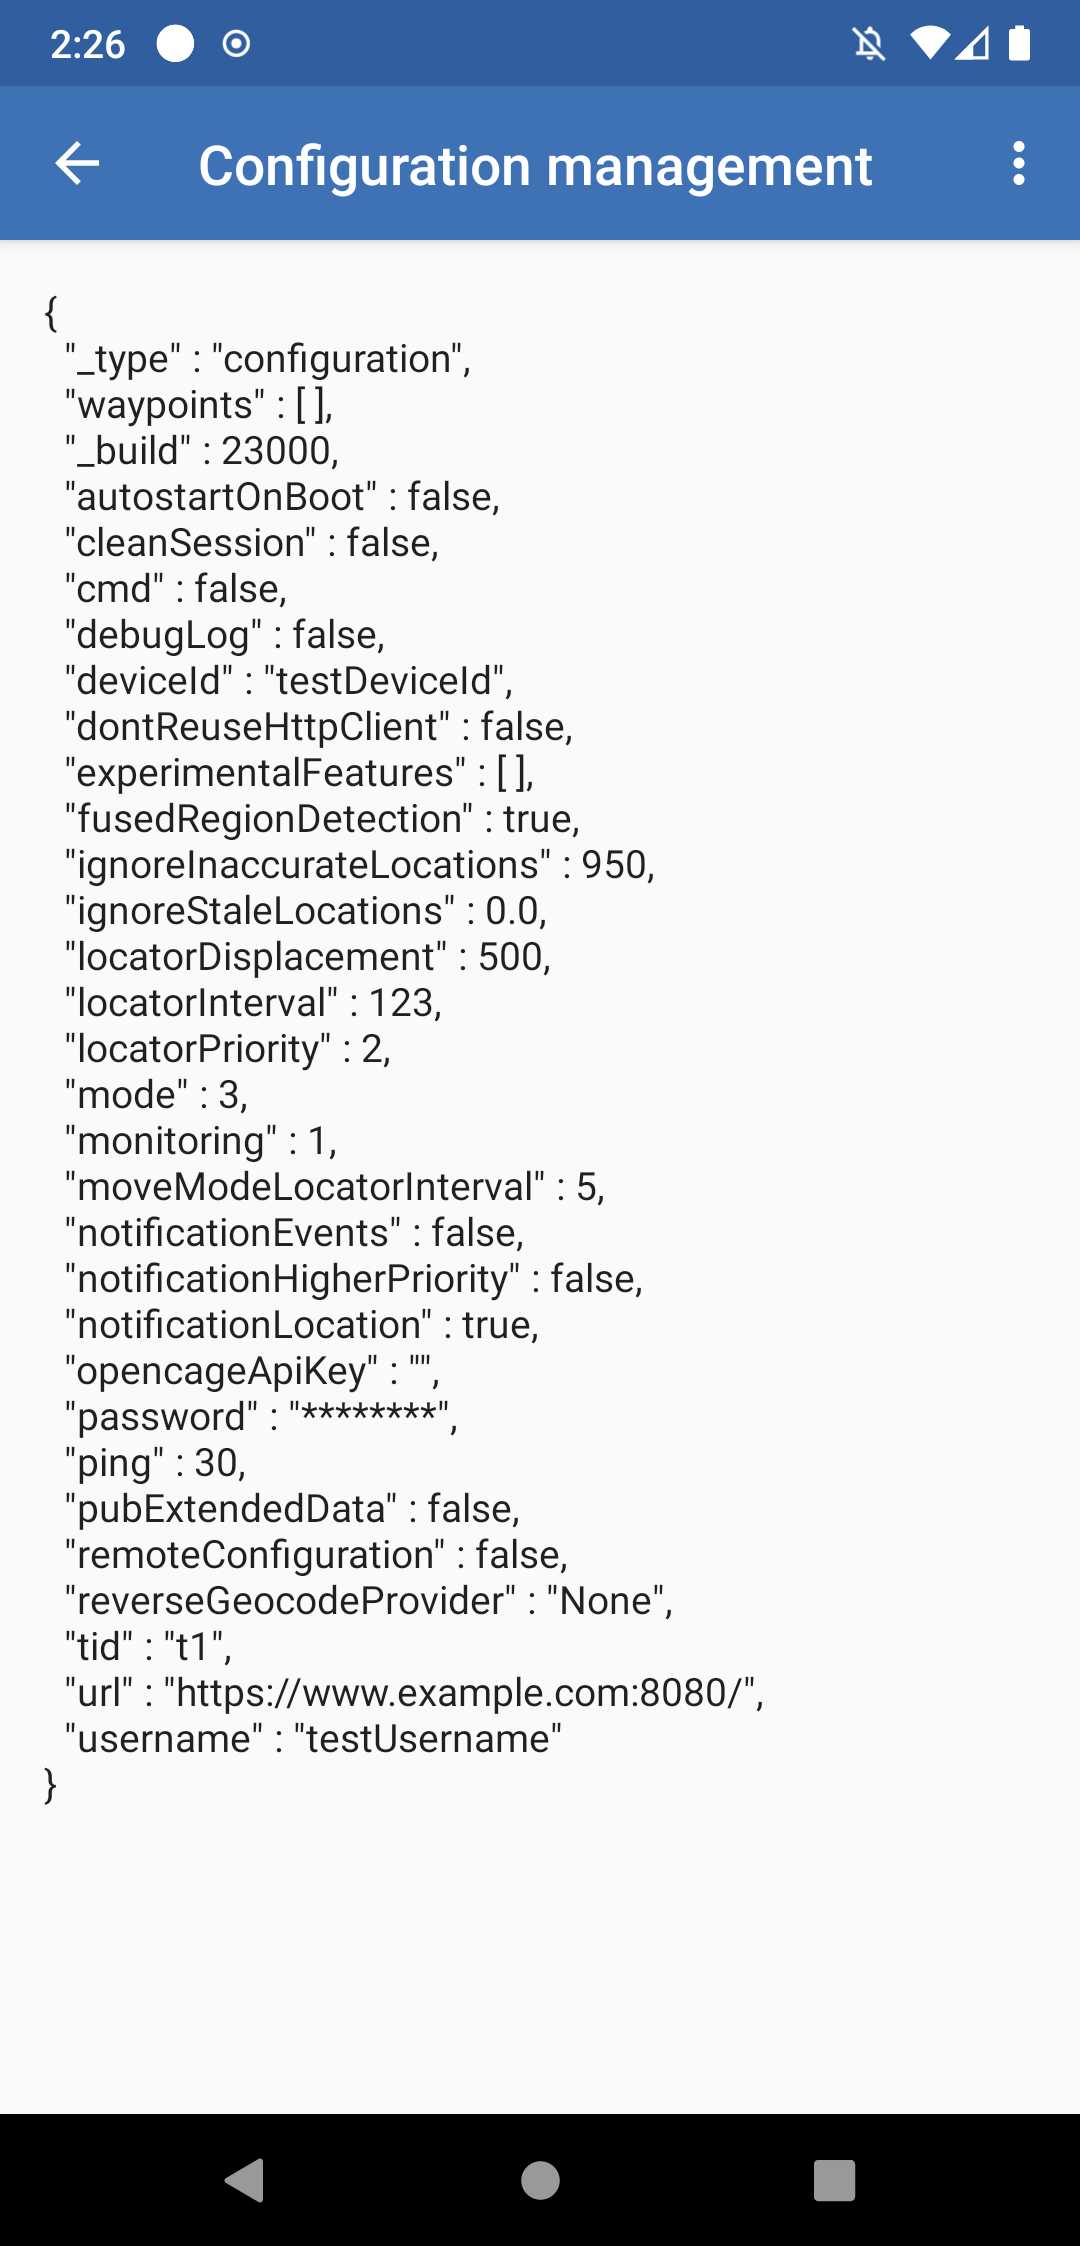 2:26
Configuration management
{
"_type" : "configuration",
"waypoints" : [ ],
"_build" : 23000,
"autostartOnBoot" : false,
"cleanSession" : false,
"cmd" : false,
"debugLog" : false,
"deviceId" : "testDeviceId",
"dontReuseHttpClient" : false,
"experimentalFeatures" : [ ],
"fusedRegionDetection" : true,
"ignoreInaccurateLocations" : 950,
"ignoreStaleLocations" : 0.0,
"locatorDisplacement" : 500,
"locatorInterval" : 123,
"locatorPriority" : 2,
"mode" : 3,
"monitoring" : 1,
"moveModeLocatorInterval" : 5,
"notificationEvents" : false,
"notificationHigherPriority" : false,
"notificationLocation" : true,
"opencageApiKey" : "",
"password" : "********",
"ping" : 30,
"pubExtendedData" : false,
"remoteConfiguration" : false,
"reverseGeocodeProvider" : "None",
"tid" : "t1",
"url" : "https://www.example.com:8080/",
"username" : "testUsername"
}